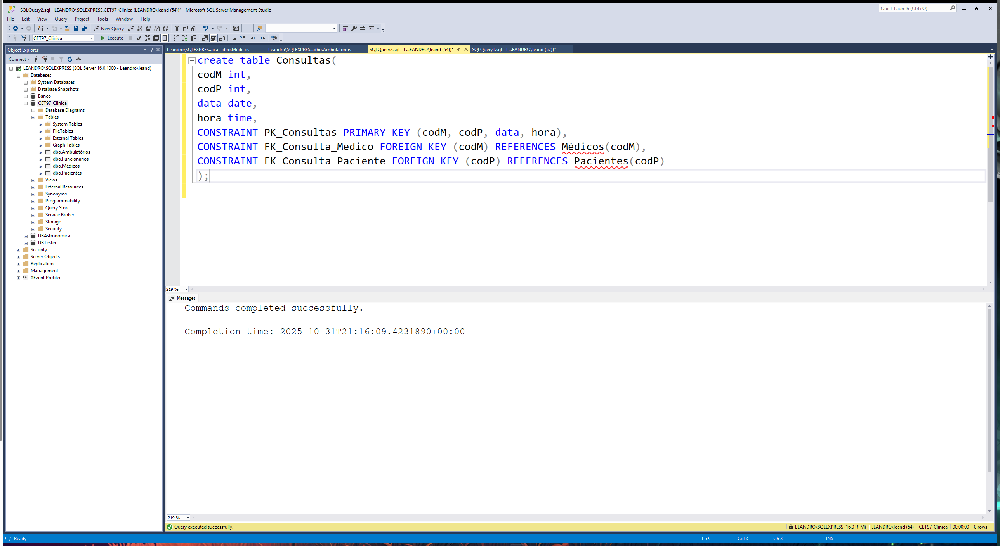 SQLQuery2.sql - LEANDRO\SQLEXPRESS.CET97_Clinica (LEANDRO\leand (54))* - Microsoft SQL Server Management Studio
Quick Launch (Ctrl+Q)
File Edit View Query Project Tools Window Help
New Query MDX DMX XMLA DAX
CET97_Clinica Execute
Object Explorer
Connect
LEANDRO\SQLEXPRESS (SQL Server 16.0.1000 - Leandro\leand)
Databases
System Databases
Database Snapshots
Banco
CET97_Clinica
Database Diagrams
Tables
System Tables
FileTables
External Tables
Graph Tables
dbo.Ambulatórios
dbo.Funcionários
dbo.Médicos
dbo.Pacientes
Views
External Resources
Synonyms
Programmability
Query Store
Service Broker
Storage
Security
DBAstronomica
DBTester
Security
Server Objects
Replication
Management
XEvent Profiler
Leandro\SQLEXPRES...ica - dbo.Médicos Leandro\SQLEXPRES...dbo.Ambulatórios SQLQuery2.sql - L...EANDRO\leand (54))* SQLQuery1.sql - L...EANDRO\leand (57))*
create table Consultas(
codM int,
codP int,
data date,
hora time,
CONSTRAINT PK_Consultas PRIMARY KEY (codM, codP, data, hora),
CONSTRAINT FK_Consulta_Medico FOREIGN KEY (codM) REFERENCES Médicos(codM),
CONSTRAINT FK_Consulta_Paciente FOREIGN KEY (codP) REFERENCES Pacientes(codP)
);
219 %
Messages
Commands completed successfully.
Completion time: 2025-10-31T21:16:09.4231890+00:00
219 %
Query executed successfully. LEANDRO\SQLEXPRESS (16.0 RTM) LEANDRO\leand (54) CET97_Clinica 00:00:00 0 rows
Ready Ln 9 Col 3 Ch 3 INS